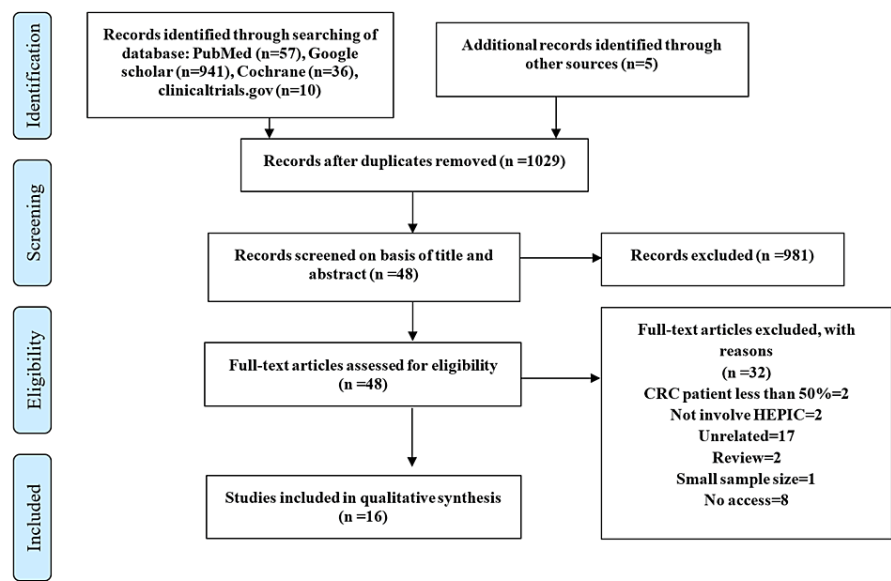 Identification
Records identified through searching of
database: PubMed (n=57), Google
scholar (n=941), Cochrane (n=36),
clinicaltrials.gov (n=10)
Additional records identified through
other sources (n=5)
Records after duplicates removed (n =1029)
Screening
Records screened on basis of title and
abstract (n =48)
Records excluded (n =981)
Eligibility
Full-text articles assessed for eligibility
(n =48)
Full-text articles excluded, with
reasons
(n =32)
CRC patient less than 50%=2
Not involve HEPIC=2
Unrelated=17
Review=2
Small sample size=1
No access=8
Included
Studies included in qualitative synthesis
(n =16)